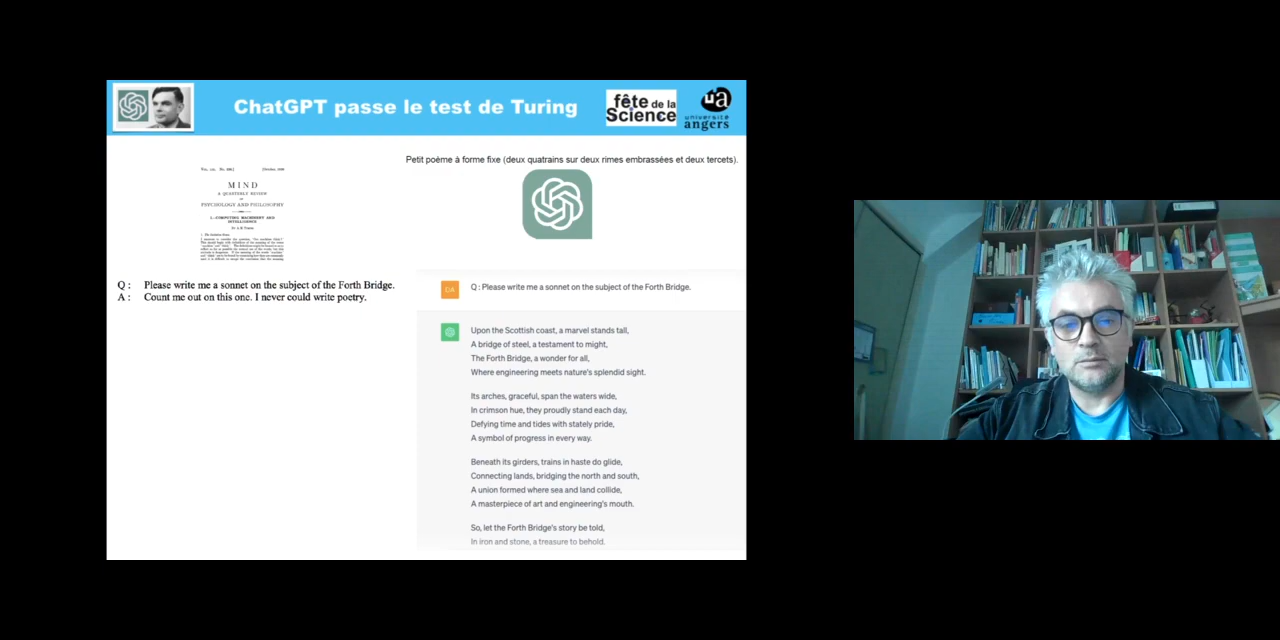 ChatGPT passe le test de Turing
fête de la
Science
ua
université
angers
MIND
A QUARTERLY REVIEW
OF
PSYCHOLOGY AND PHILOSOPHY
I.—COMPUTING MACHINERY AND
INTELLIGENCE
Q : Please write me a sonnet on the subject of the Forth Bridge.
A : Count me out on this one. I never could write poetry.
Petit poème à forme fixe (deux quatrains sur deux rimes embrassées et deux tercets).
Q : Please write me a sonnet on the subject of the Forth Bridge.
Upon the Scottish coast, a marvel stands tall,
A bridge of steel, a testament to might,
The Forth Bridge, a wonder for all,
Where engineering meets nature's splendid sight.
Its arches, graceful, span the waters wide,
In crimson hue, they proudly stand each day,
Defying time and tides with stately pride,
A symbol of progress in every way.
Beneath its girders, trains in haste do glide,
Connecting lands, bridging the north and south,
A union formed where sea and land collide,
A masterpiece of art and engineering's mouth.
So, let the Forth Bridge's story be told,
In iron and stone, a treasure to behold.